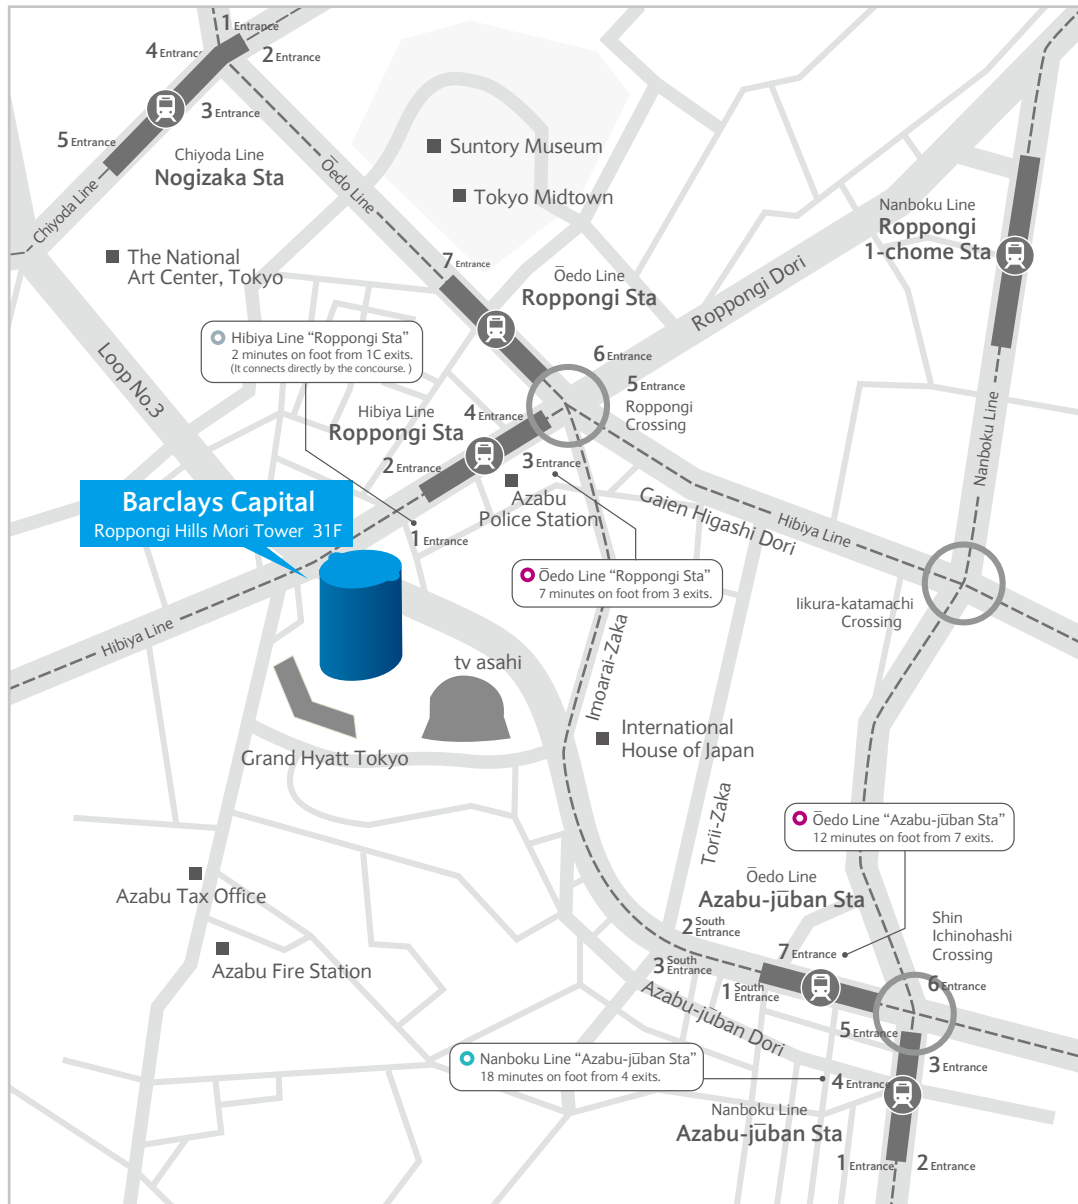 1 Entrance
4 Entrance
2 Entrance
3 Entrance
5 Entrance
Chiyoda Line
Nogizaka Sta
Chiyoda Line
Ōedo Line
Suntory Museum
Tokyo Midtown
The National
Art Center, Tokyo
7 Entrance
Ōedo Line
Roppongi Sta
Roppongi Dori
Nanboku Line
Roppongi
1-chome Sta
Loop No.3
Hibiya Line “Roppongi Sta”
2 minutes on foot from 1C exits.
(It connects directly by the concourse. )
6 Entrance
5 Entrance
Roppongi
Crossing
Hibiya Line
Roppongi Sta
4 Entrance
2 Entrance
3 Entrance
Azabu
Police Station
1 Entrance
Nanboku Line
Gaien Higashi Dori
Hibiya Line
Barclays Capital
Roppongi Hills Mori Tower 31F
Ōedo Line “Roppongi Sta”
7 minutes on foot from 3 exits.
Iikura-katamachi
Crossing
Hibiya Line
tv asahi
Imoarai-Zaka
Grand Hyatt Tokyo
International
House of Japan
Torii-Zaka
Ōedo Line “Azabu-jūban Sta”
12 minutes on foot from 7 exits.
Azabu Tax Office
Ōedo Line
Azabu-jūban Sta
Azabu Fire Station
2 South Entrance
3 South Entrance
1 South Entrance
7 Entrance
Shin
Ichinohashi
Crossing
6 Entrance
5 Entrance
Azabu-jūban Dori
Nanboku Line “Azabu-jūban Sta”
18 minutes on foot from 4 exits.
3 Entrance
4 Entrance
Nanboku Line
Azabu-jūban Sta
1 Entrance
2 Entrance